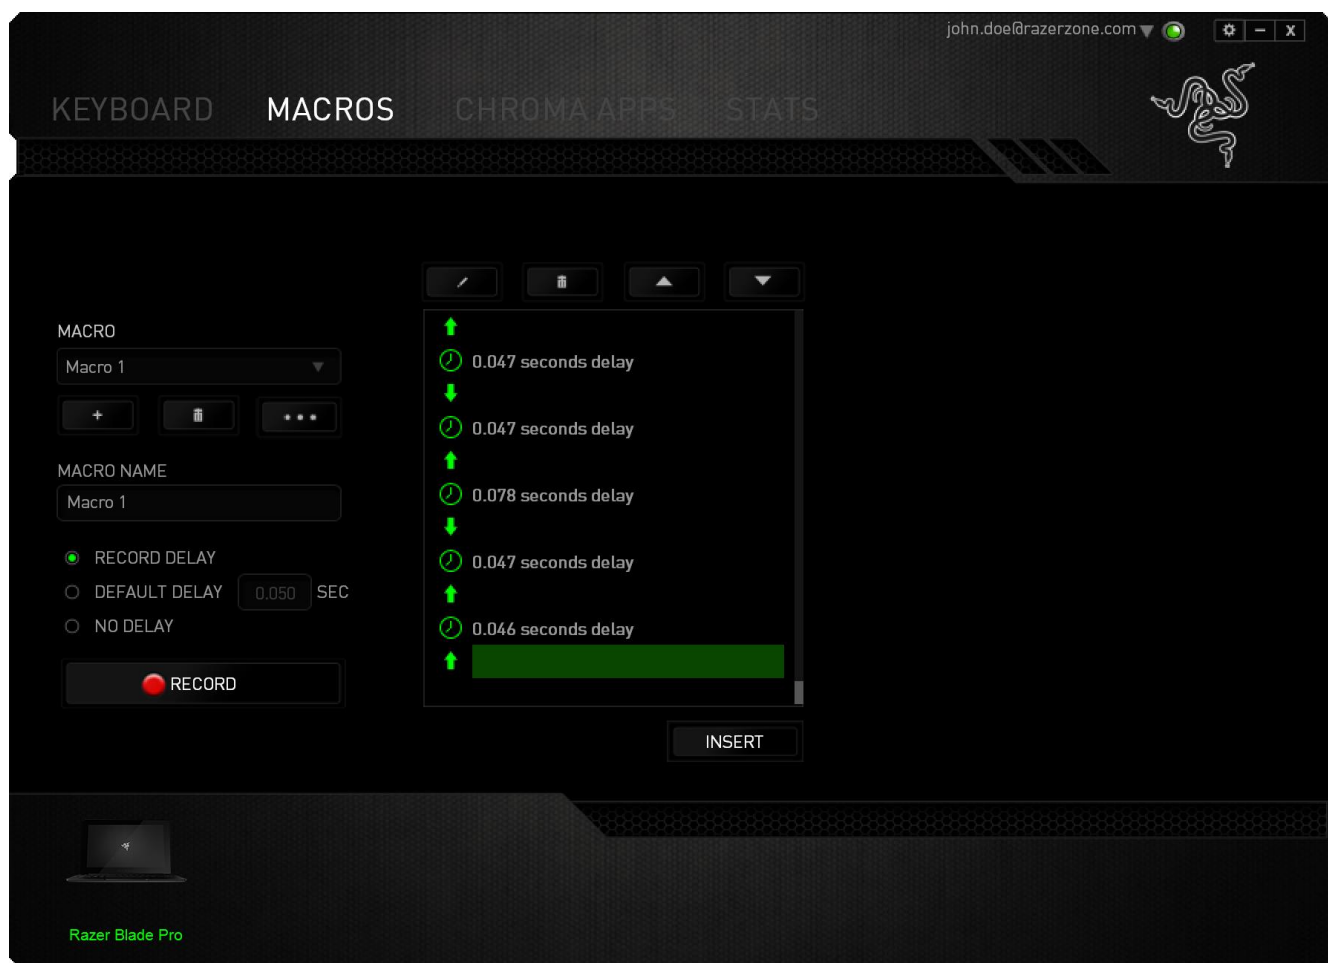 john.doe@razerzone.com
KEYBOARD MACROS CHROMA APPS STATS
MACRO
Macro 1
MACRO NAME
Macro 1
RECORD DELAY
DEFAULT DELAY 0.050 SEC
NO DELAY
RECORD
0.047 seconds delay
0.047 seconds delay
0.078 seconds delay
0.047 seconds delay
0.046 seconds delay
INSERT
Razer Blade Pro